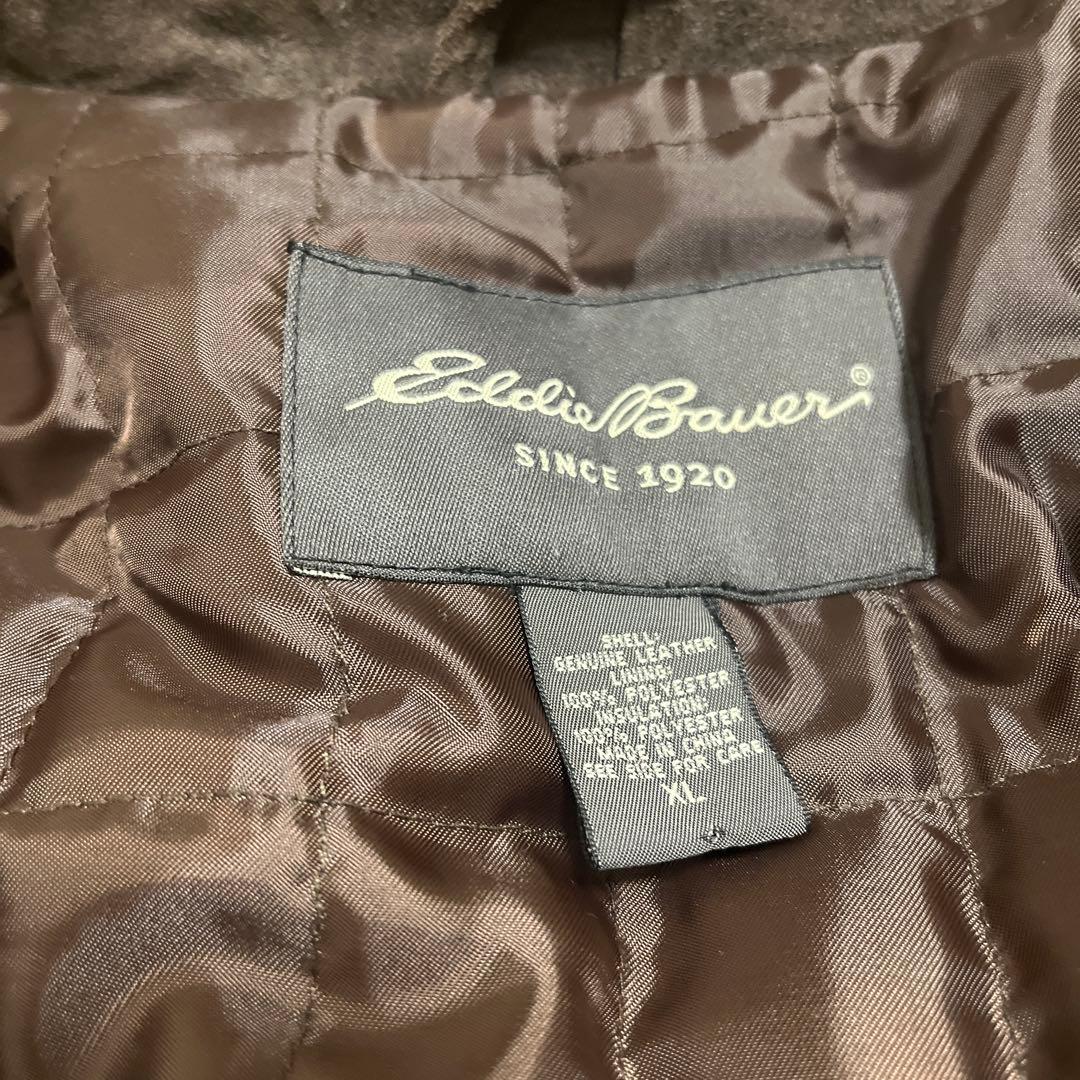 Eddie Bauer®
SINCE 1920
SHELL:
GENUINE LEATHER
LINING
100% POLYESTER
INSULATION
100% POLYESTER
MADE IN CHINA
SEE SIDE FOR CARE
XL